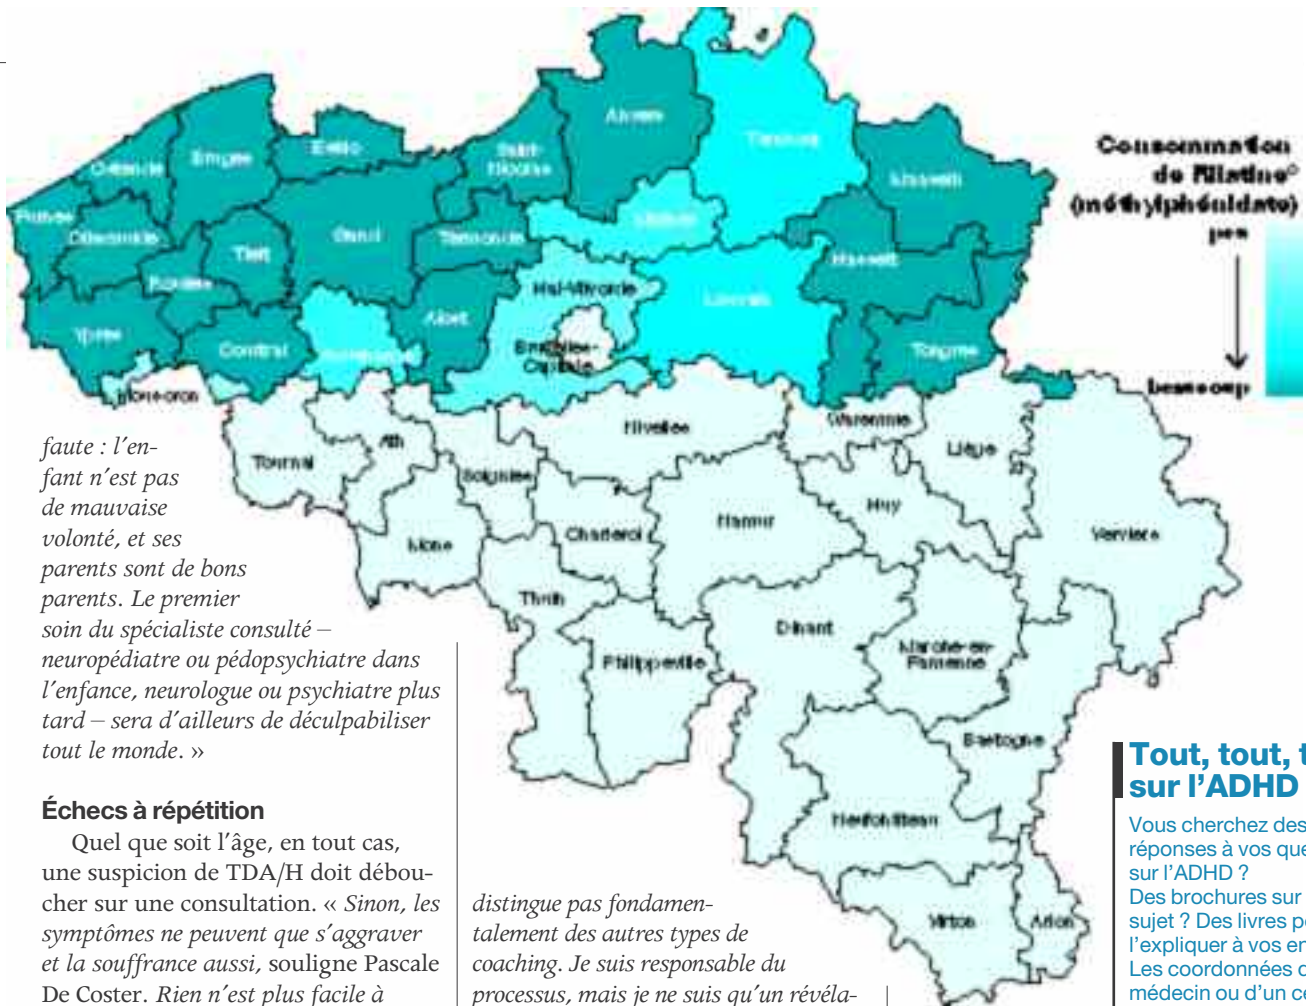 Consommation
de Rilatine°
(méthylphénidate)
peu
beaucoup
Anvers
Turnhout
Maaseik
Ostende
Bruges
Eeklo
Saint-
Nicolas
Furnes
Dixmude
Tielt
Gand
Termonde
Malines
Roulers
Hal-Vilvorde
Louvain
Hasselt
Ypres
Courtrai
Alost
Bruxelles-
Capitale
Tongres
Mouscron
Tournai
Ath
Soignies
Nivelles
Waremme
Liège
Mons
Charleroi
Namur
Huy
Verviers
Thuin
Philippeville
Dinant
Marche-en-
Famenne
Bastogne
Neufchâteau
Virton
Arlon
faute : l'en-
fant n'est pas
de mauvaise
volonté, et ses
parents sont de bons
parents. Le premier
soin du spécialiste consulté –
neuropédiatre ou pédopsychiatre dans
l'enfance, neurologue ou psychiatre plus
tard – sera d'ailleurs de déculpabiliser
tout le monde. »
Échecs à répétition
Quel que soit l'âge, en tout cas,
une suspicion de TDA/H doit débou-
cher sur une consultation. « Sinon, les
symptômes ne peuvent que s'aggraver
et la souffrance aussi, souligne Pascale
De Coster. Rien n'est plus facile à
distingue pas fondamen-
talement des autres types de
coaching. Je suis responsable du
processus, mais je ne suis qu'un révéla-
Tout, tout, t
sur l'ADHD
Vous cherchez des
réponses à vos que
sur l'ADHD ?
Des brochures sur
sujet ? Des livres p
l'expliquer à vos en
Les coordonnées d
médecin ou d'un ce